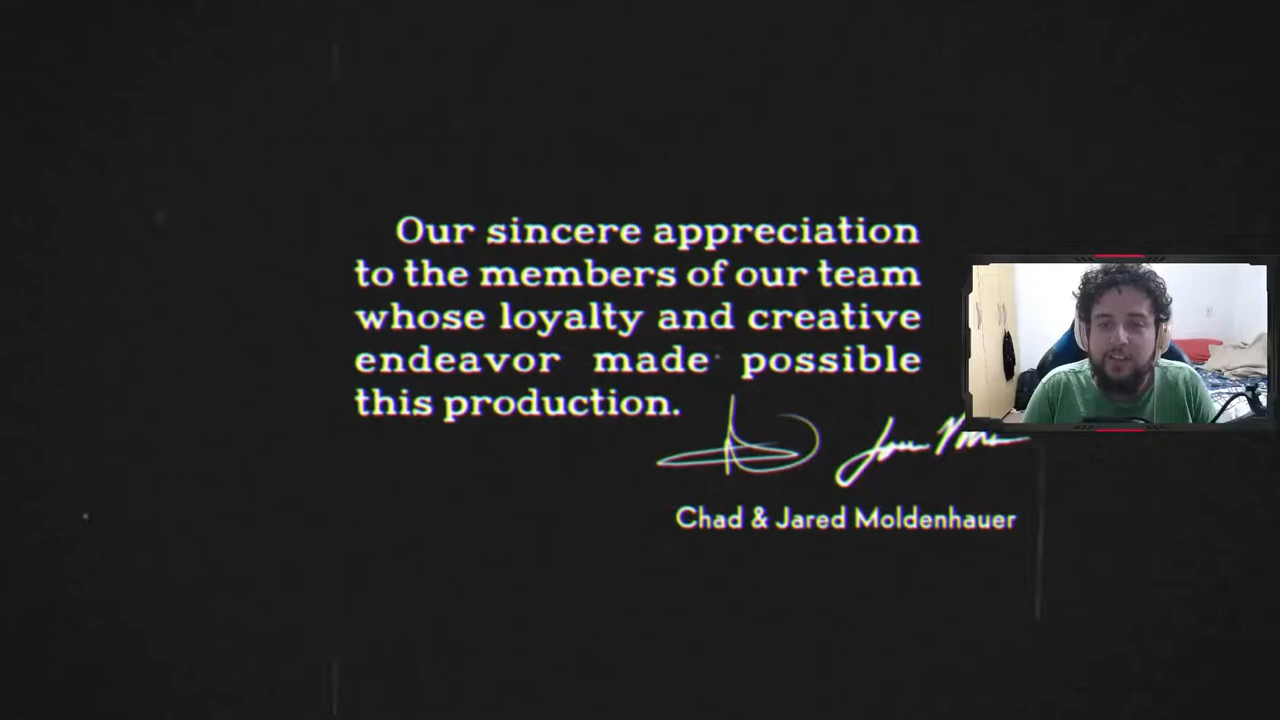 Our sincere appreciation
to the members of our team
whose loyalty and creative
endeavor made possible
this production.
Chad & Jared Moldenhauer